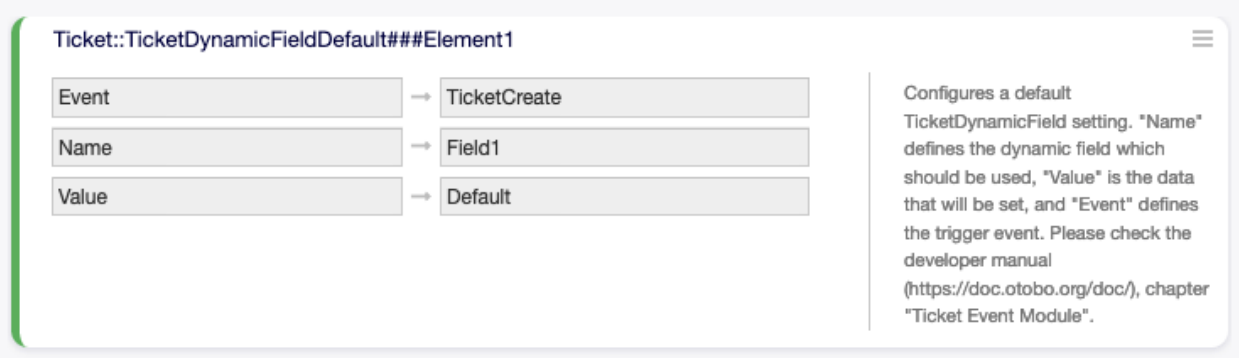 Ticket::TicketDynamicFieldDefault###Element1
Event → TicketCreate
Name → Field1
Value → Default
Configures a default
TicketDynamicField setting. "Name"
defines the dynamic field which
should be used, "Value" is the data
that will be set, and "Event" defines
the trigger event. Please check the
developer manual
(https://doc.otobo.org/doc/), chapter
"Ticket Event Module".